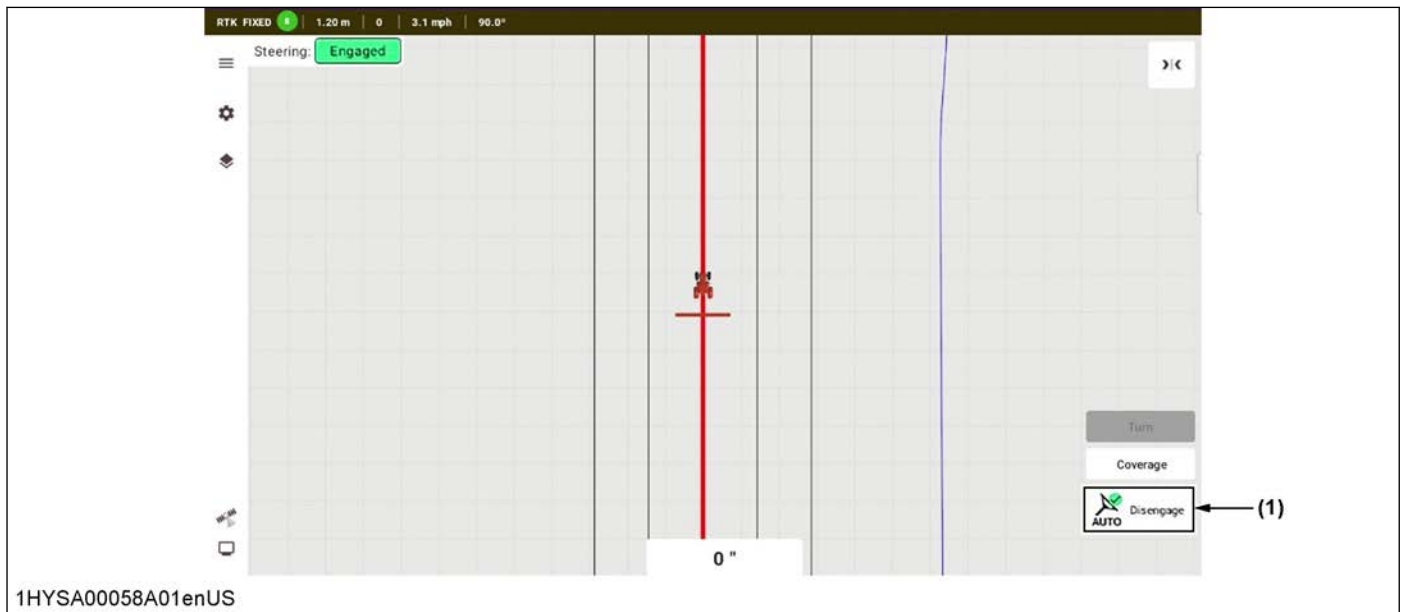 RTK FIXED R 1.20 m 0 3.1 mph 90.0°
Steering: Engaged
Turn
Coverage
AUTO Disengage
(1)
0 "
1HYSA00058A01enUS